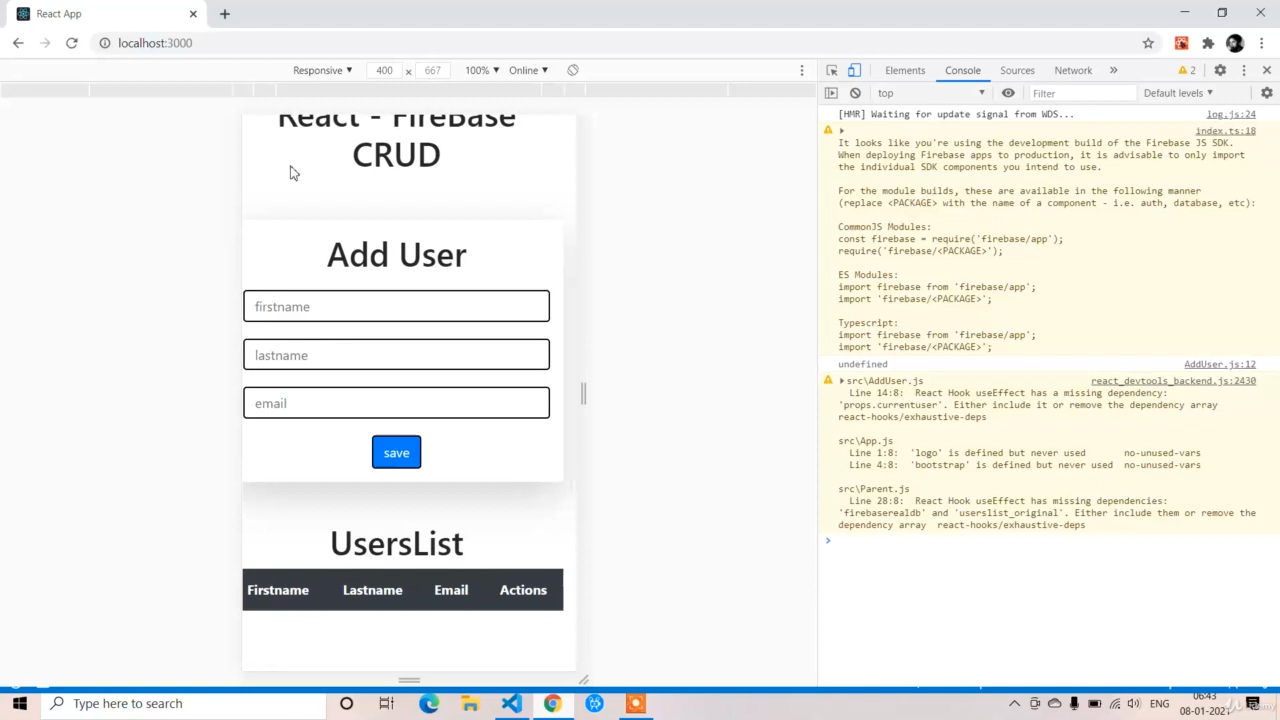 React App
localhost:3000
Responsive 400 × 667 100% Online
Elements Console Sources Network » 2
top Filter Default levels
React - FireBase
CRUD
Add User
firstname
lastname
email
save
UsersList
Firstname Lastname Email Actions
[HMR] Waiting for update signal from WDS... log.js:24
index.ts:18
It looks like you're using the development build of the Firebase JS SDK.
When deploying Firebase apps to production, it is advisable to only import
the individual SDK components you intend to use.
For the module builds, these are available in the following manner
(replace <PACKAGE> with the name of a component - i.e. auth, database, etc):
CommonJS Modules:
const firebase = require('firebase/app');
require('firebase/<PACKAGE>');
ES Modules:
import firebase from 'firebase/app';
import 'firebase/<PACKAGE>';
Typescript:
import firebase from 'firebase/app';
import 'firebase/<PACKAGE>';
undefined AddUser.js:12
src\AddUser.js react_devtools_backend.js:2430
Line 14:8: React Hook useEffect has a missing dependency:
'props.currentuser'. Either include it or remove the dependency array
react-hooks/exhaustive-deps
src\App.js
Line 1:8: 'logo' is defined but never used no-unused-vars
Line 4:8: 'bootstrap' is defined but never used no-unused-vars
src\Parent.js
Line 28:8: React Hook useEffect has missing dependencies:
'firebaserealdb' and 'userslist_original'. Either include them or remove the
dependency array react-hooks/exhaustive-deps
Type here to search
ENG
06:43
08-01-2021